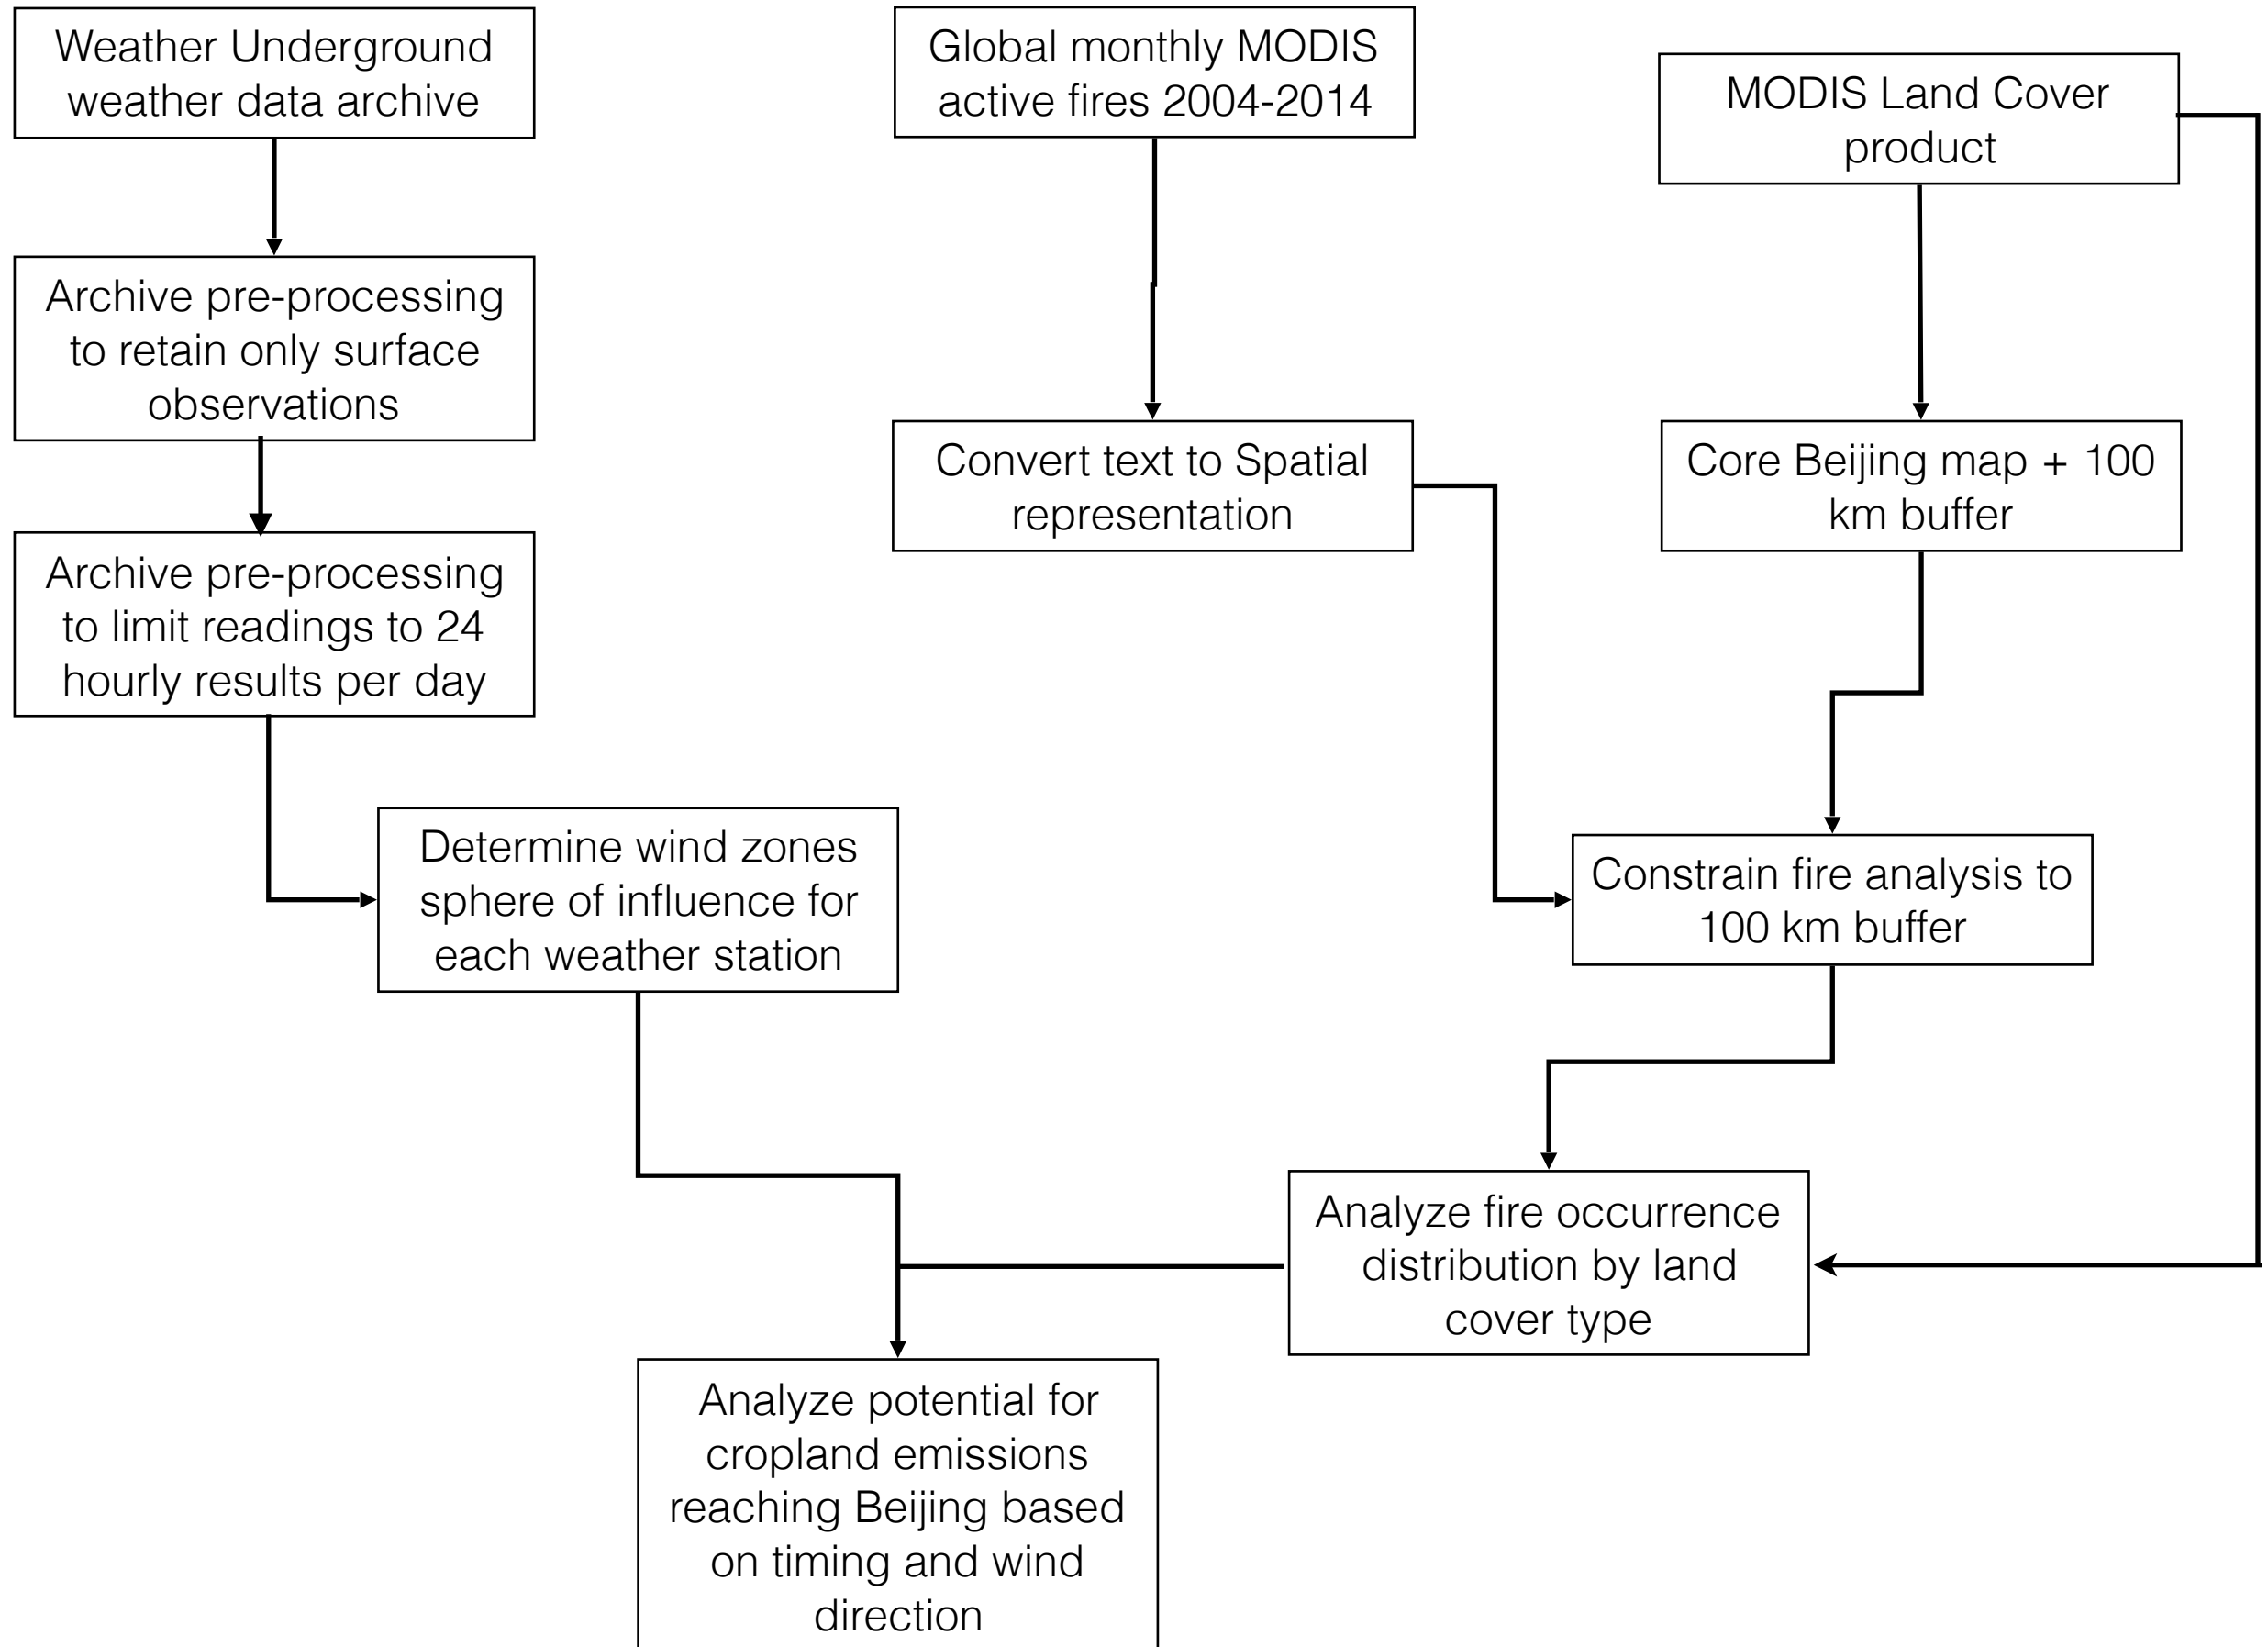 Weather Underground
weather data archive
Global monthly MODIS
active fires 2004-2014
MODIS Land Cover
product
Archive pre-processing
to retain only surface
observations
Convert text to Spatial
representation
Core Beijing map + 100
km buffer
Archive pre-processing
to limit readings to 24
hourly results per day
Determine wind zones
sphere of influence for
each weather station
Constrain fire analysis to
100 km buffer
Analyze fire occurrence
distribution by land
cover type
Analyze potential for
cropland emissions
reaching Beijing based
on timing and wind
direction